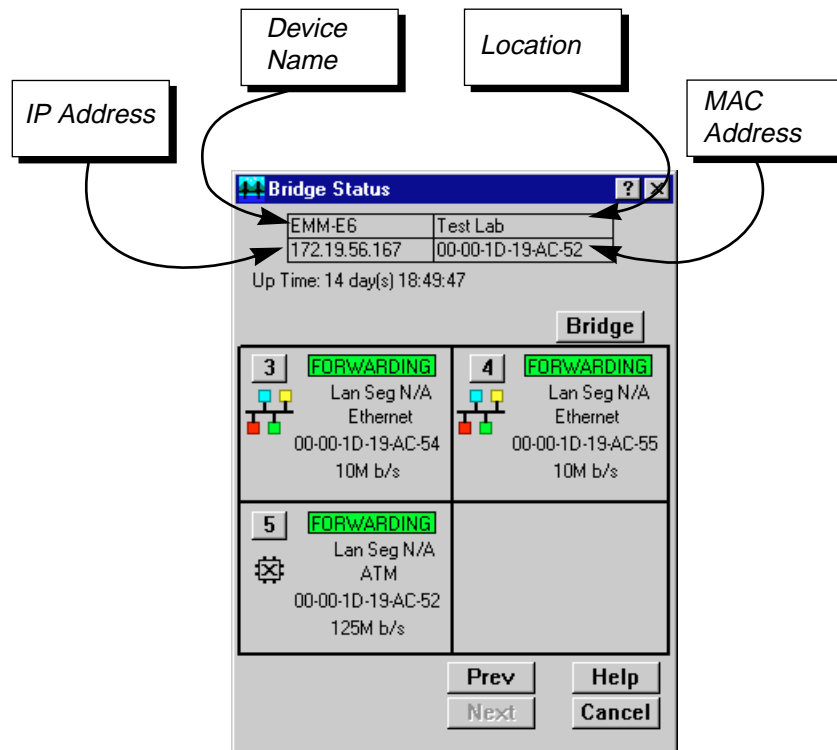 Device
Name
Location
IP Address
MAC
Address
Bridge Status
EMM-E6 Test Lab
172.19.56.167 00-00-1D-19-AC-52
Up Time: 14 day(s) 18:49:47
Bridge
3 FORWARDING
Lan Seg N/A
Ethernet
00-00-1D-19-AC-54
10M b/s
4 FORWARDING
Lan Seg N/A
Ethernet
00-00-1D-19-AC-55
10M b/s
5 FORWARDING
Lan Seg N/A
ATM
00-00-1D-19-AC-52
125M b/s
Prev Help
Next Cancel